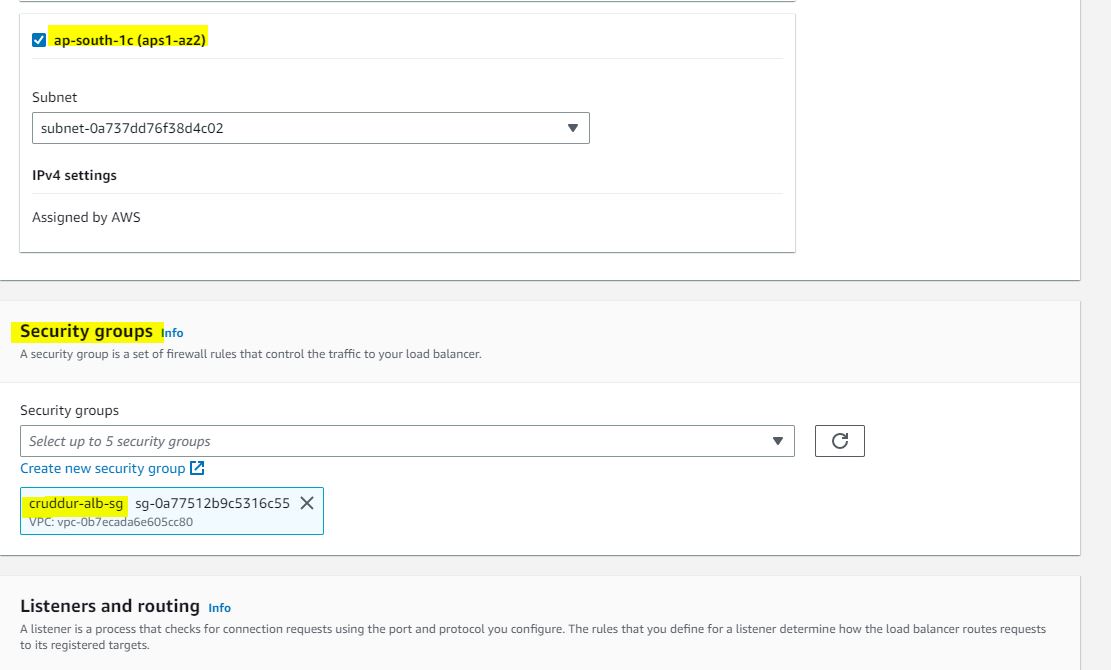 ap-south-1c (aps1-az2)
Subnet
subnet-0a737dd76f38d4c02
IPv4 settings
Assigned by AWS
Security groups Info
A security group is a set of firewall rules that control the traffic to your load balancer.
Security groups
Select up to 5 security groups
Create new security group
cruddur-alb-sg sg-0a77512b9c5316c55
VPC: vpc-0b7ecada6e605cc80
Listeners and routing Info
A listener is a process that checks for connection requests using the port and protocol you configure. The rules that you define for a listener determine how the load balancer routes requests
to its registered targets.